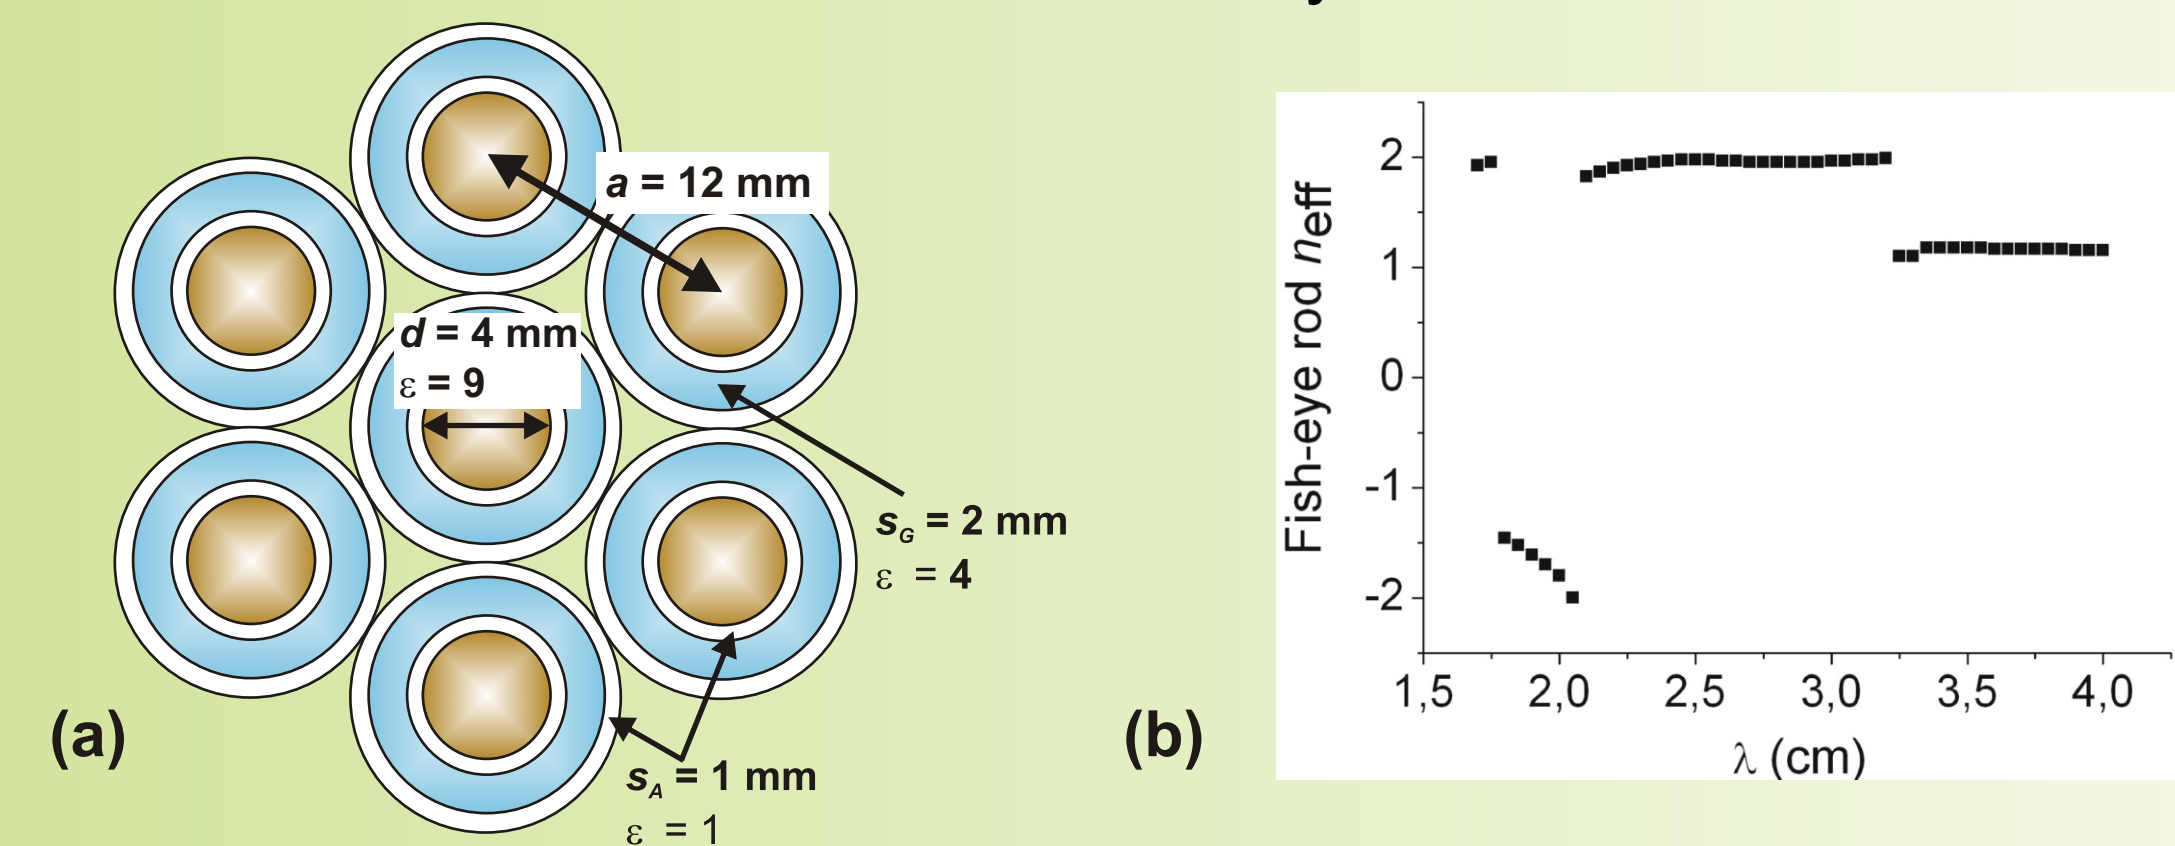 a = 12 mm
d = 4 mm
ε = 9
s_G = 2 mm
ε = 4
s_A = 1 mm
ε = 1
(a)
(b)
Fish-eye rod n_eff
2
1
0
-1
-2
1,5 2,0 2,5 3,0 3,5 4,0
λ (cm)